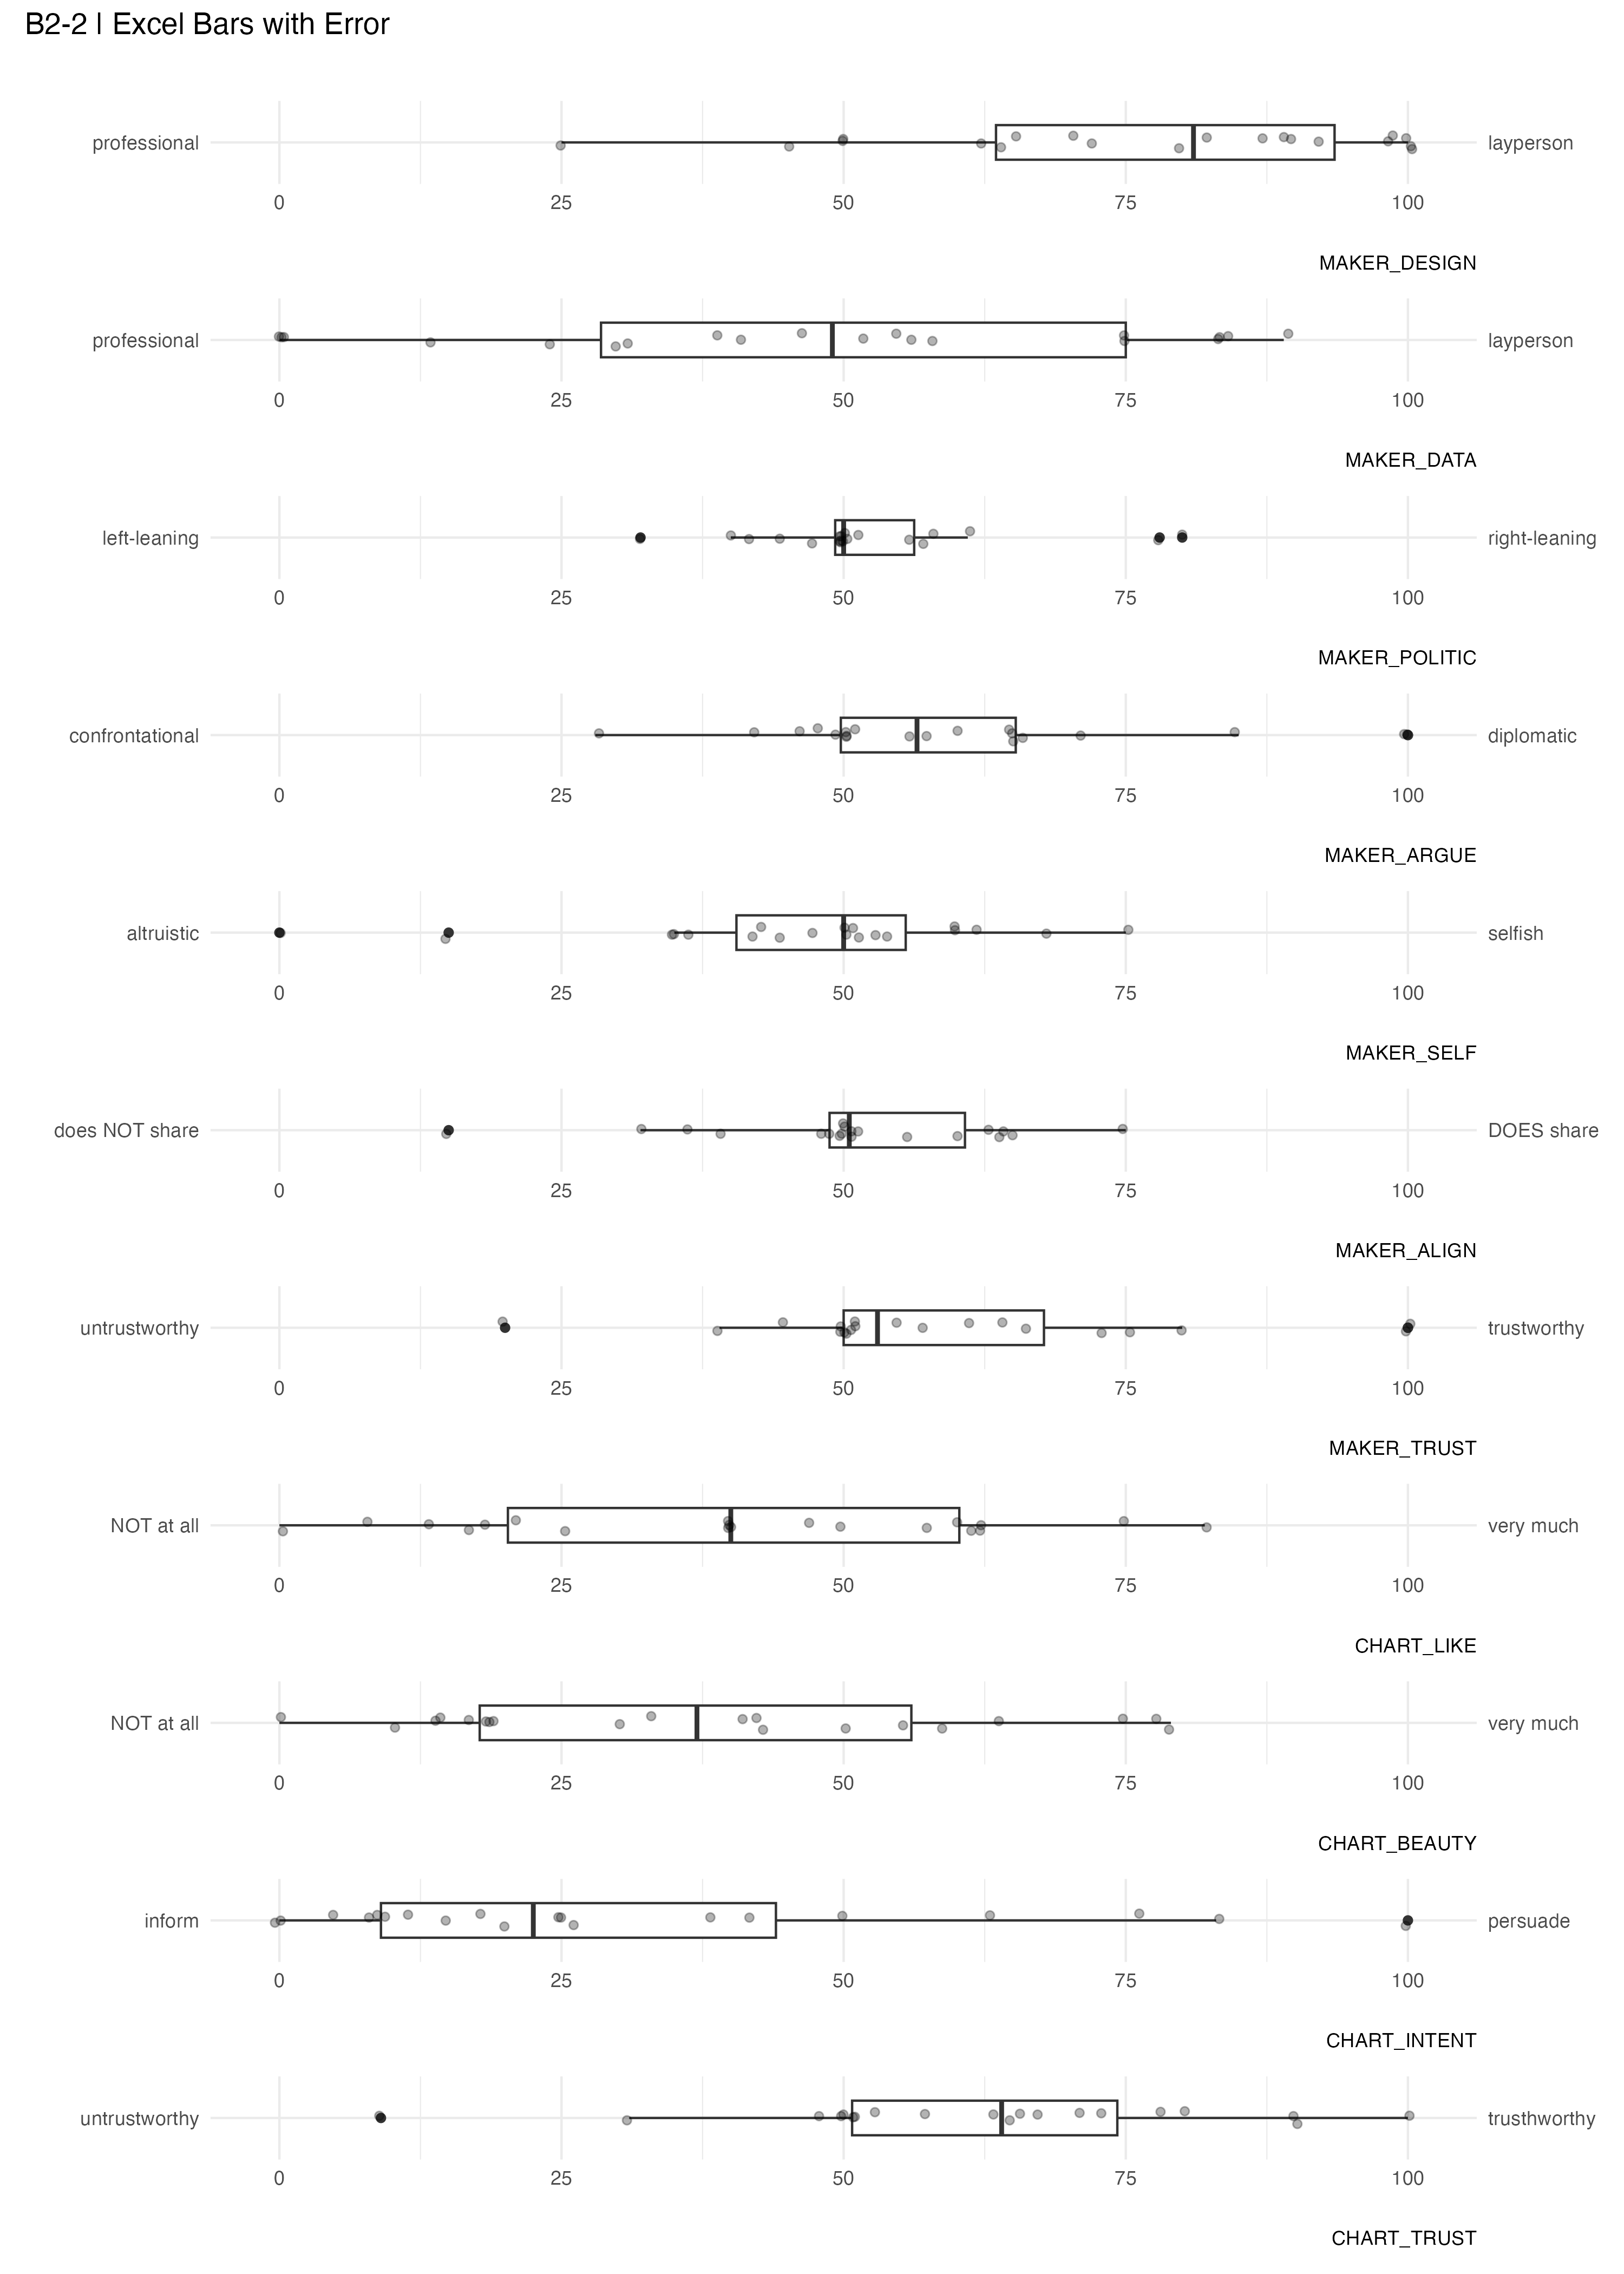 B2-2 | Excel Bars with Error
professional layperson
0 25 50 75 100
MAKER_DESIGN
professional layperson
0 25 50 75 100
MAKER_DATA
left-leaning right-leaning
0 25 50 75 100
MAKER_POLITIC
confrontational diplomatic
0 25 50 75 100
MAKER_ARGUE
altruistic selfish
0 25 50 75 100
MAKER_SELF
does NOT share DOES share
0 25 50 75 100
MAKER_ALIGN
untrustworthy trustworthy
0 25 50 75 100
MAKER_TRUST
NOT at all very much
0 25 50 75 100
CHART_LIKE
NOT at all very much
0 25 50 75 100
CHART_BEAUTY
inform persuade
0 25 50 75 100
CHART_INTENT
untrustworthy trusthworthy
0 25 50 75 100
CHART_TRUST